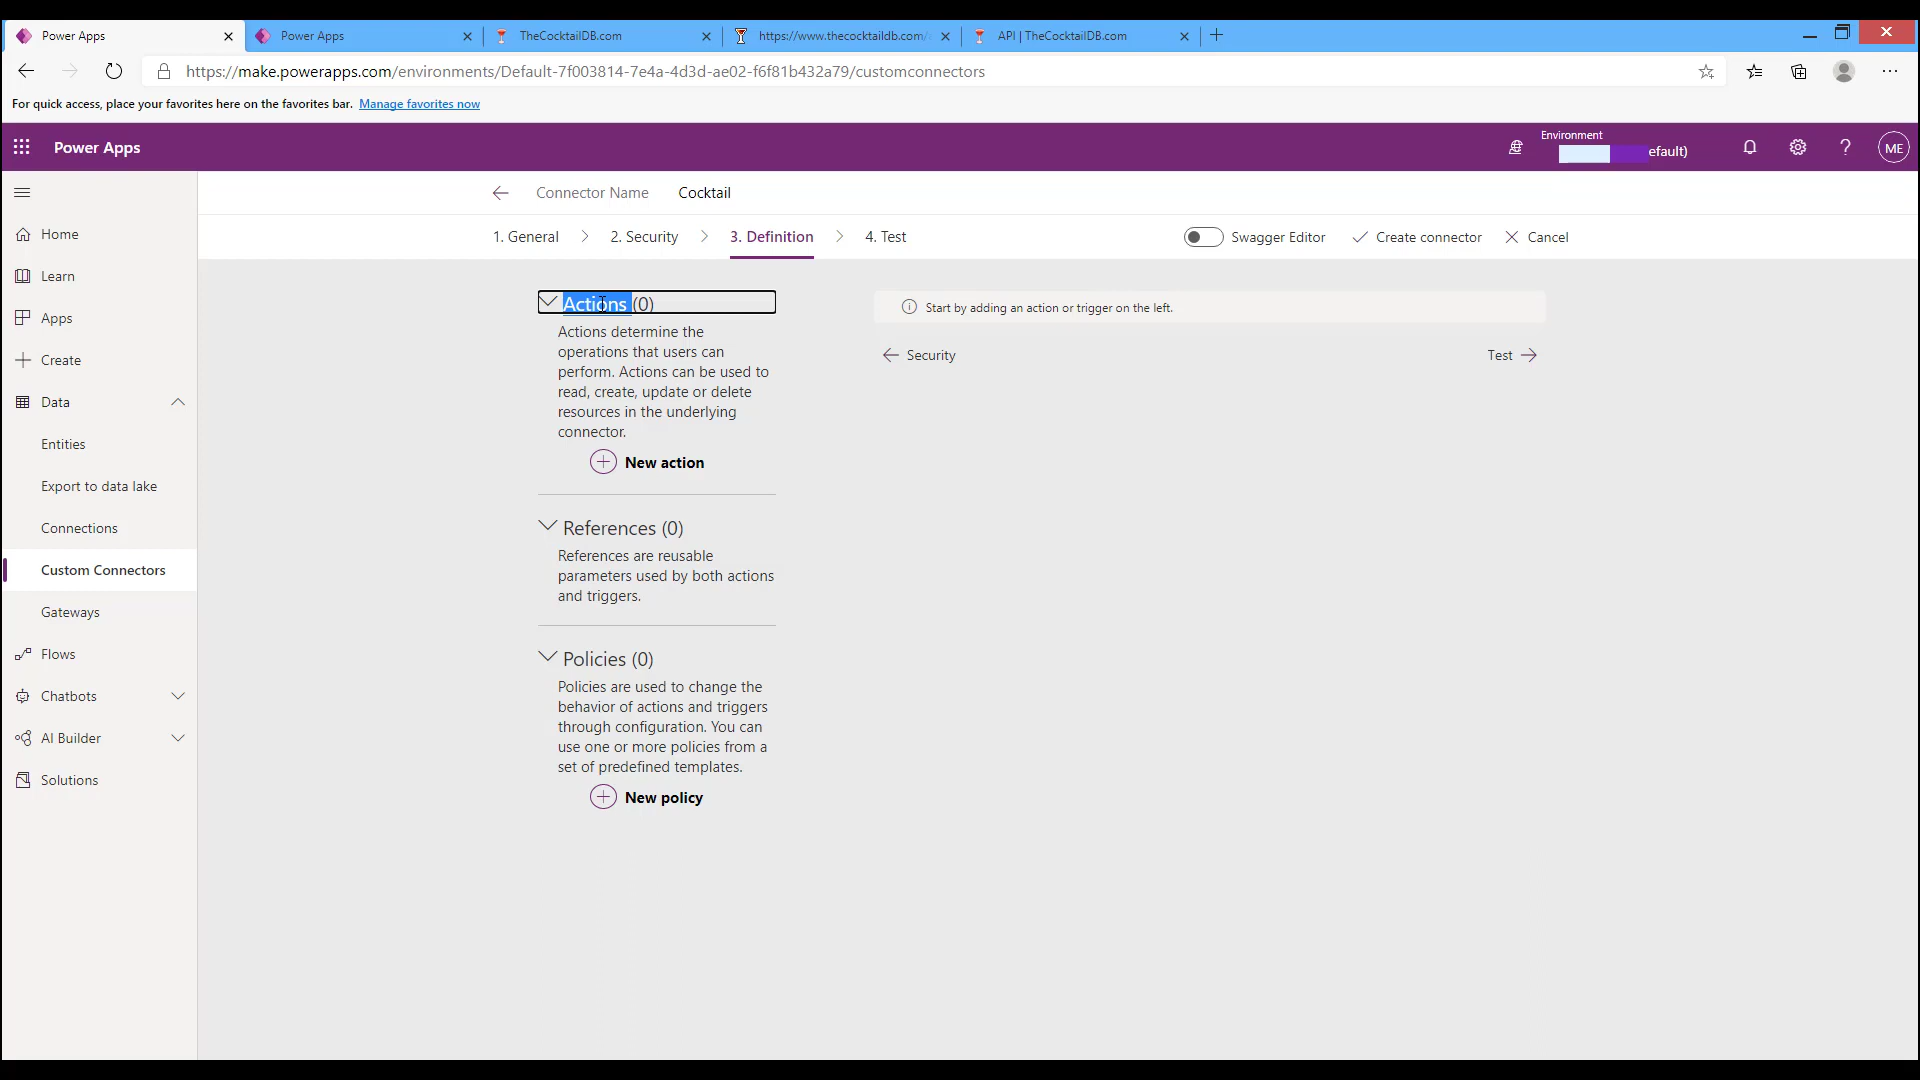 Power Apps
Power Apps
TheCocktailDB.com
https://www.thecocktaildb.com/
API | TheCocktailDB.com
https://make.powerapps.com/environments/Default-7f003814-7e4a-4d3d-ae02-f6f81b432a79/customconnectors
For quick access, place your favorites here on the favorites bar. Manage favorites now
Power Apps
Environment
efault)
ME
Home
Learn
Apps
Create
Data
Entities
Export to data lake
Connections
Custom Connectors
Gateways
Flows
Chatbots
AI Builder
Solutions
Connector Name Cocktail
1. General 2. Security 3. Definition 4. Test Swagger Editor Create connector Cancel
Actions (0)
Actions determine the
operations that users can
perform. Actions can be used to
read, create, update or delete
resources in the underlying
connector.
New action
References (0)
References are reusable
parameters used by both actions
and triggers.
Policies (0)
Policies are used to change the
behavior of actions and triggers
through configuration. You can
use one or more policies from a
set of predefined templates.
New policy
Start by adding an action or trigger on the left.
Security Test